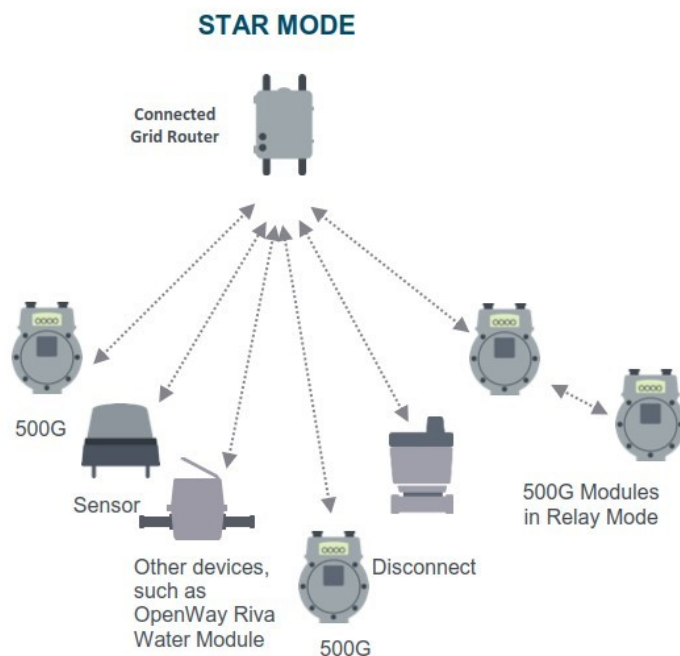 STAR MODE
Connected
Grid Router
500G
Sensor
Other devices,
such as
OpenWay Riva
Water Module
500G
Disconnect
500G Modules
in Relay Mode